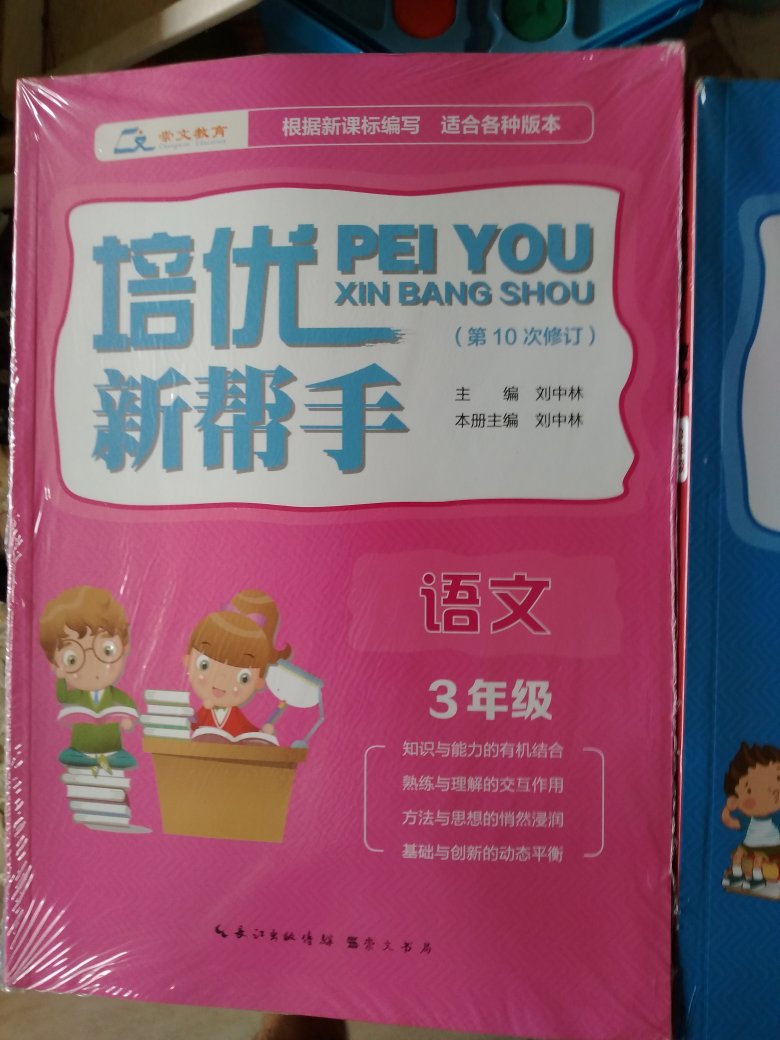 崇文教育
Chongwen Education
根据新课标编写 适合各种版本
培优
PEI YOU
XIN BANG SHOU
(第10次修订)
新帮手
主 编 刘中林
本册主编 刘中林
语文
3年级
知识与能力的有机结合
熟练与理解的交互作用
方法与思想的悄然浸润
基础与创新的动态平衡
长江出版传媒 崇文书局